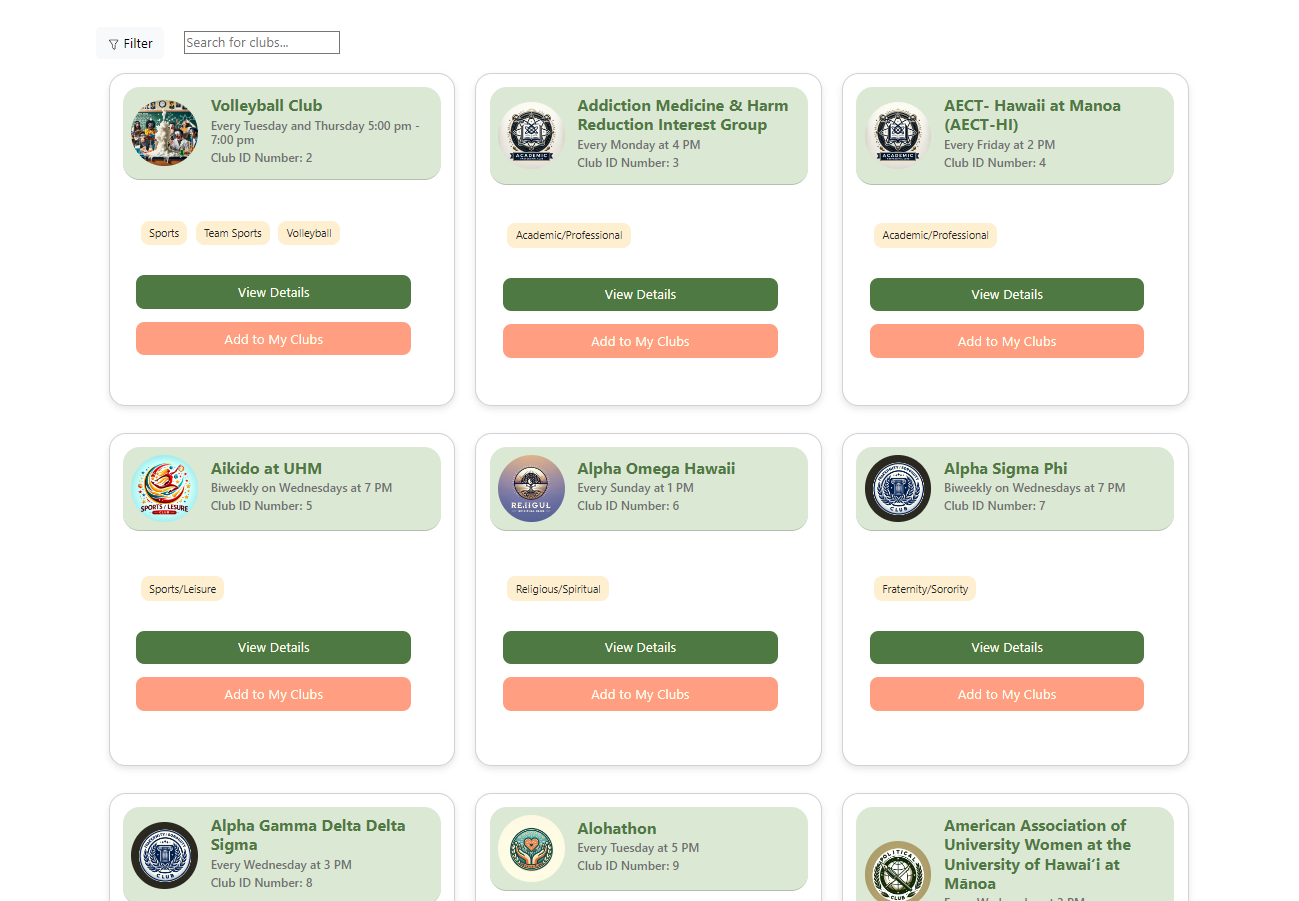 Filter
Search for clubs...
Volleyball Club
Every Tuesday and Thursday 5:00 pm -
7:00 pm
Club ID Number: 2
Sports
Team Sports
Volleyball
View Details
Add to My Clubs
ACADEMIC
Addiction Medicine & Harm
Reduction Interest Group
Every Monday at 4 PM
Club ID Number: 3
Academic/Professional
View Details
Add to My Clubs
ACADEMIC
AECT- Hawaii at Manoa
(AECT-HI)
Every Friday at 2 PM
Club ID Number: 4
Academic/Professional
View Details
Add to My Clubs
SPORTS / LESURE
CLUB
Aikido at UHM
Biweekly on Wednesdays at 7 PM
Club ID Number: 5
Sports/Leisure
View Details
Add to My Clubs
Alpha Omega Hawaii
Every Sunday at 1 PM
Club ID Number: 6
Religious/Spiritual
View Details
Add to My Clubs
CLUB
Alpha Sigma Phi
Biweekly on Wednesdays at 7 PM
Club ID Number: 7
Fraternity/Sorority
View Details
Add to My Clubs
CLUB
Alpha Gamma Delta Delta
Sigma
Every Wednesday at 3 PM
Club ID Number: 8
Alohathon
Every Tuesday at 5 PM
Club ID Number: 9
POLITICAL
CLUB
American Association of
University Women at the
University of Hawaiʻi at
Mānoa